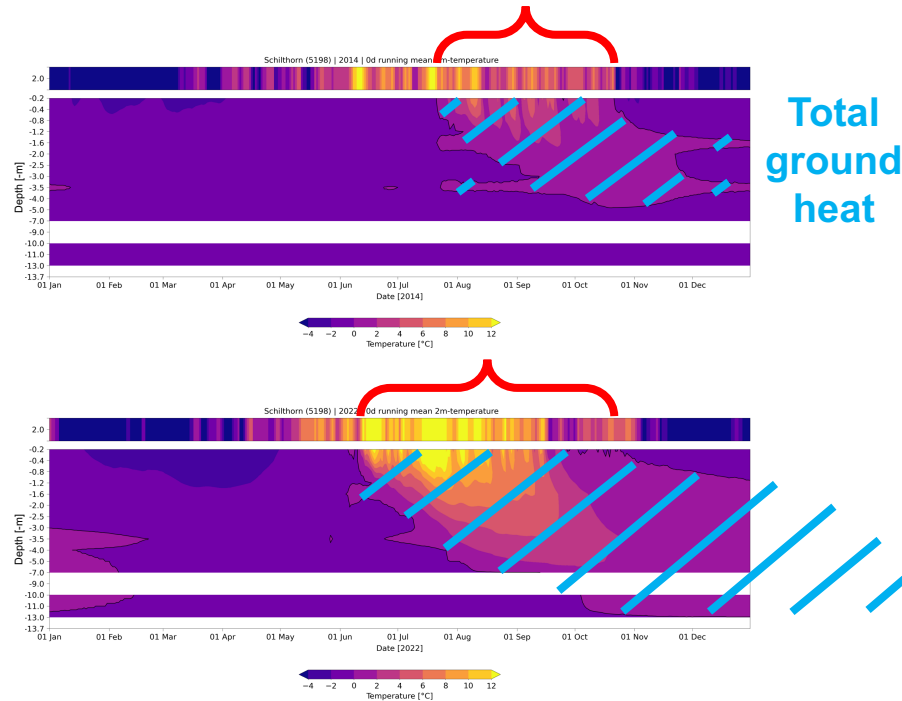 Schilthorn (5198) | 2014 | 0d running mean m-temperature
2.0
-0.2
-0.4
-0.8
-1.2
-1.6
-2.0
-2.5
-3.0
-3.5
-4.0
-5.0
-7.0
-9.0
-10.0
-11.0
-13.0
-13.7
Depth [-m]
01 Jan 01 Feb 01 Mar 01 Apr 01 May 01 Jun 01 Jul 01 Aug 01 Sep 01 Oct 01 Nov 01 Dec
Date [2014]
−4 −2 0 2 4 6 8 10 12
Temperature [°C]
Total
ground
heat
Schilthorn (5198) | 2022 0d running mean 2m-temperature
2.0
-0.2
-0.4
-0.8
-1.2
-1.6
-2.0
-2.5
-3.0
-3.5
-4.0
-5.0
-7.0
-9.0
-10.0
-11.0
-13.0
-13.7
Depth [-m]
01 Jan 01 Feb 01 Mar 01 Apr 01 May 01 Jun 01 Jul 01 Aug 01 Sep 01 Oct 01 Nov 01 Dec
Date [2022]
−4 −2 0 2 4 6 8 10 12
Temperature [°C]